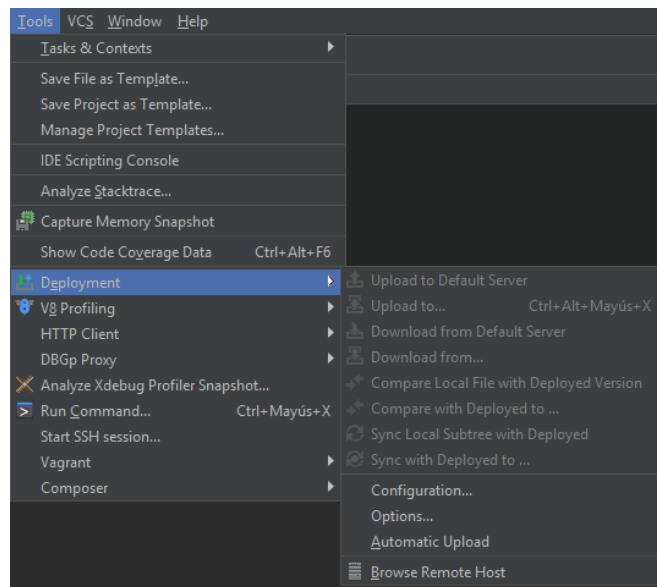 Tools VCS Window Help
Tasks & Contexts
Save File as Template...
Save Project as Template...
Manage Project Templates...
IDE Scripting Console
Analyze Stacktrace...
Capture Memory Snapshot
Show Code Coverage Data Ctrl+Alt+F6
Deployment
V8 Profiling
HTTP Client
DBGp Proxy
Analyze Xdebug Profiler Snapshot...
Run Command... Ctrl+Mayús+X
Start SSH session...
Vagrant
Composer
Upload to Default Server
Upload to... Ctrl+Alt+Mayús+X
Download from Default Server
Download from...
Compare Local File with Deployed Version
Compare with Deployed to ...
Sync Local Subtree with Deployed
Sync with Deployed to ...
Configuration...
Options...
Automatic Upload
Browse Remote Host